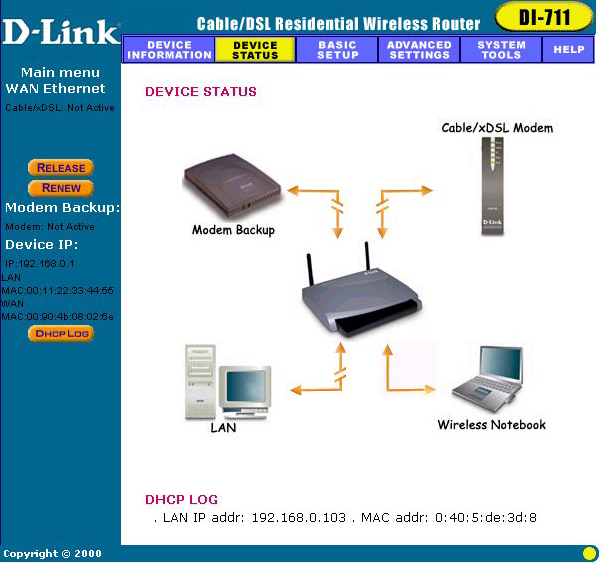 D-Link
Cable/DSL Residential Wireless Router
DI-711
DEVICE INFORMATION
DEVICE STATUS
BASIC SETUP
ADVANCED SETTINGS
SYSTEM TOOLS
HELP
Main menu
WAN Ethernet
Cable/xDSL: Not Active
RELEASE
RENEW
Modem Backup:
Modem: Not Active
Device IP:
IP:192.168.0.1
LAN
MAC:00:11:22:33:44:55
WAN
MAC:00:90:4b:08:02:6e
DHCP LOG
DEVICE STATUS
Cable/xDSL Modem
D-Link
Modem Backup
D-Link
LAN
Wireless Notebook
DHCP LOG
. LAN IP addr: 192.168.0.103 . MAC addr: 0:40:5:de:3d:8
Copyright © 2000